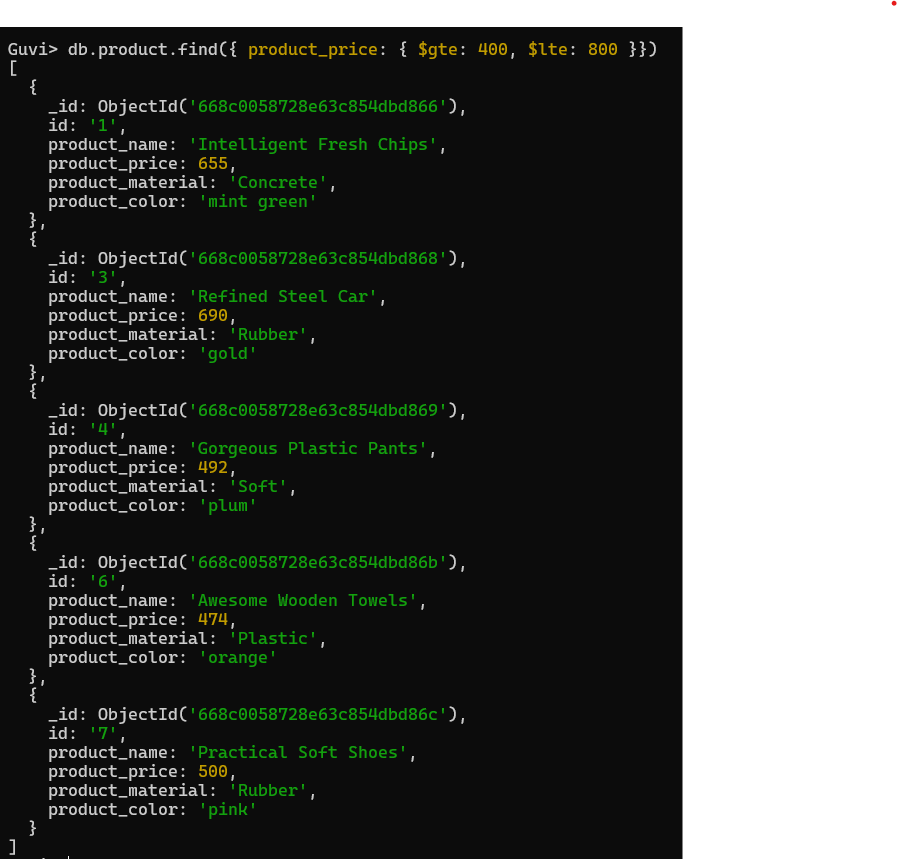 Guvi> db.product.find({ product_price: { $gte: 400, $lte: 800 }})
[
  {
    _id: ObjectId('668c0058728e63c854dbd866'),
    id: '1',
    product_name: 'Intelligent Fresh Chips',
    product_price: 655,
    product_material: 'Concrete',
    product_color: 'mint green'
  },
  {
    _id: ObjectId('668c0058728e63c854dbd868'),
    id: '3',
    product_name: 'Refined Steel Car',
    product_price: 690,
    product_material: 'Rubber',
    product_color: 'gold'
  },
  {
    _id: ObjectId('668c0058728e63c854dbd869'),
    id: '4',
    product_name: 'Gorgeous Plastic Pants',
    product_price: 492,
    product_material: 'Soft',
    product_color: 'plum'
  },
  {
    _id: ObjectId('668c0058728e63c854dbd86b'),
    id: '6',
    product_name: 'Awesome Wooden Towels',
    product_price: 474,
    product_material: 'Plastic',
    product_color: 'orange'
  },
  {
    _id: ObjectId('668c0058728e63c854dbd86c'),
    id: '7',
    product_name: 'Practical Soft Shoes',
    product_price: 500,
    product_material: 'Rubber',
    product_color: 'pink'
  }
]